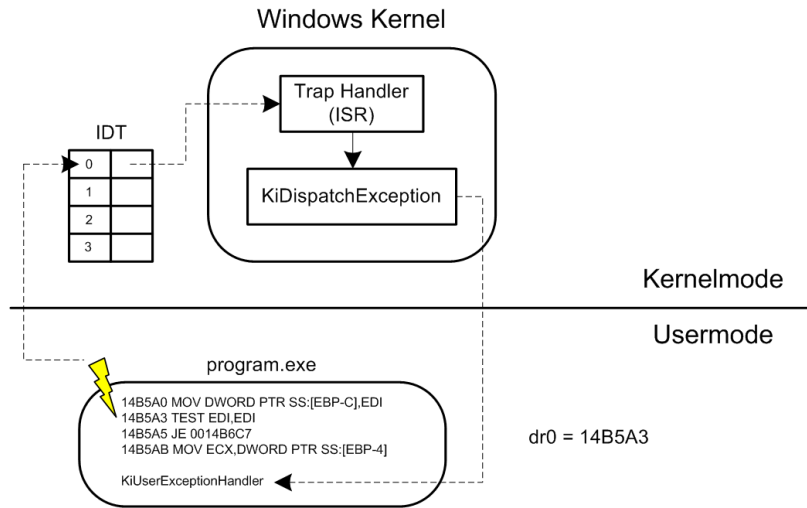 Windows Kernel
Trap Handler
(ISR)
IDT
0
1
2
3
KiDispatchException
Kernelmode
Usermode
program.exe
14B5A0 MOV DWORD PTR SS:[EBP-C],EDI
14B5A3 TEST EDI,EDI
14B5A5 JE 0014B6C7
14B5AB MOV ECX,DWORD PTR SS:[EBP-4]
KiUserExceptionHandler
dr0 = 14B5A3